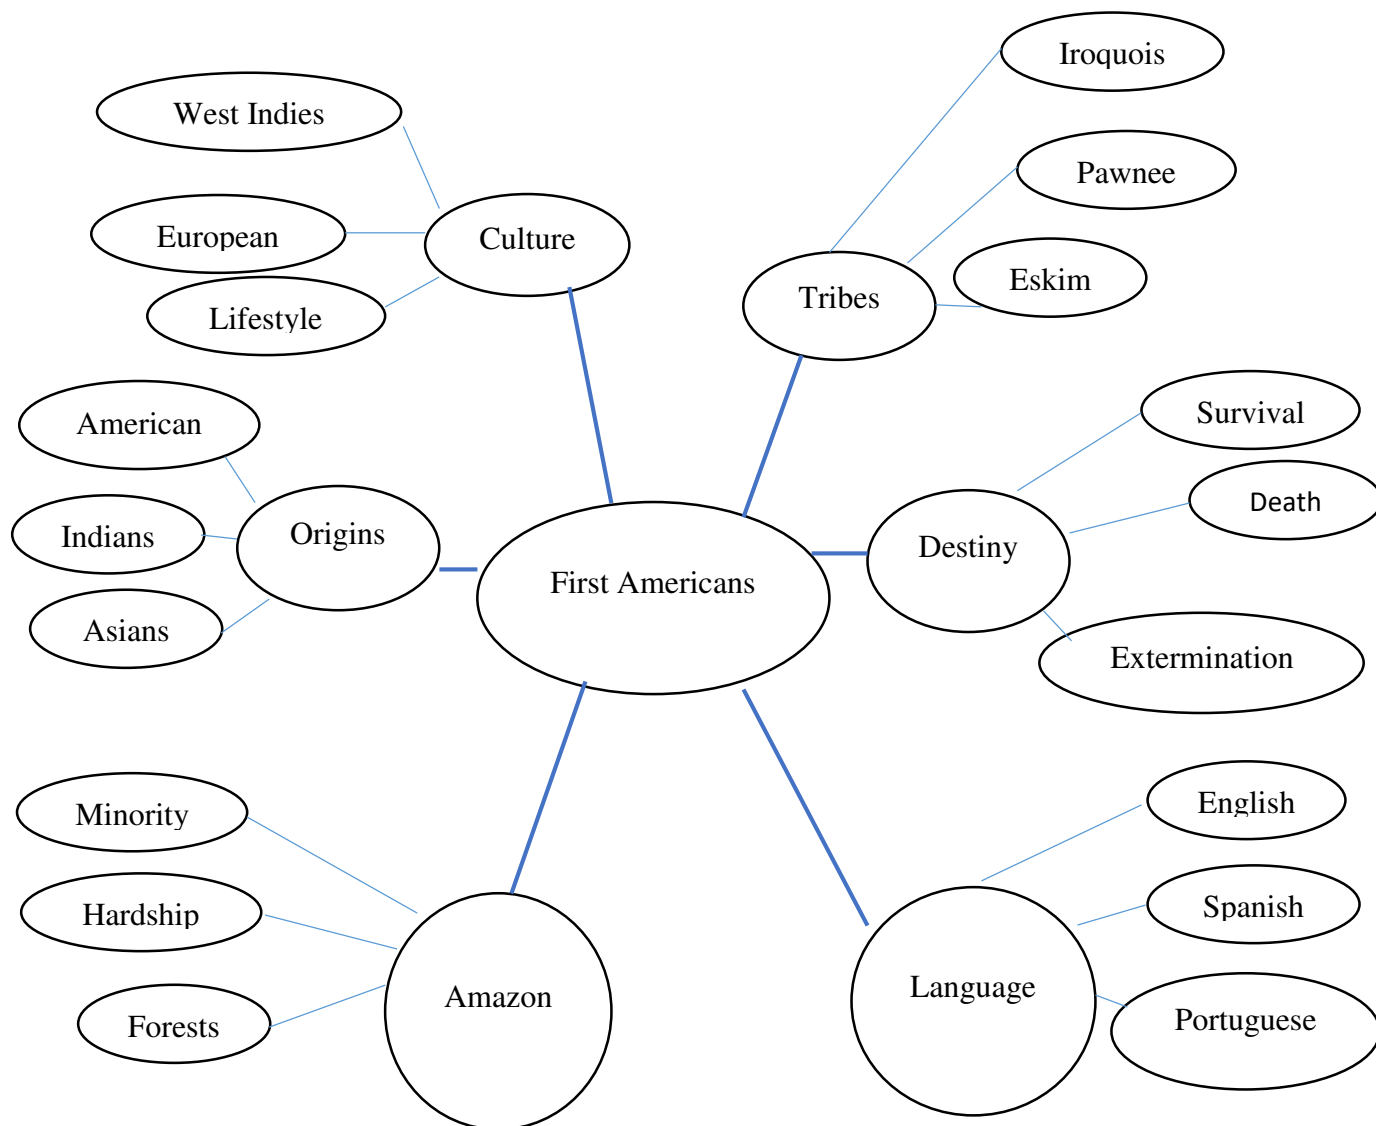 Iroquois
West Indies
Pawnee
European
Culture
Eskim
Tribes
Lifestyle
American
Survival
Death
Indians
Origins
Destiny
First Americans
Asians
Extermination
Minority
English
Hardship
Spanish
Amazon
Language
Forests
Portuguese